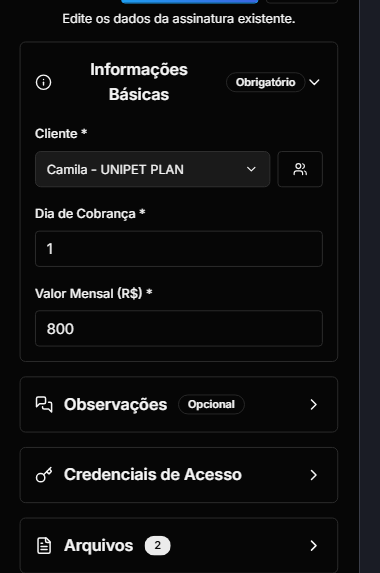 Edite os dados da assinatura existente.
Informações
Básicas
Obrigatório
Cliente *
Camila - UNIPET PLAN
Dia de Cobrança *
1
Valor Mensal (R$) *
800
Observações Opcional
Credenciais de Acesso
Arquivos 2